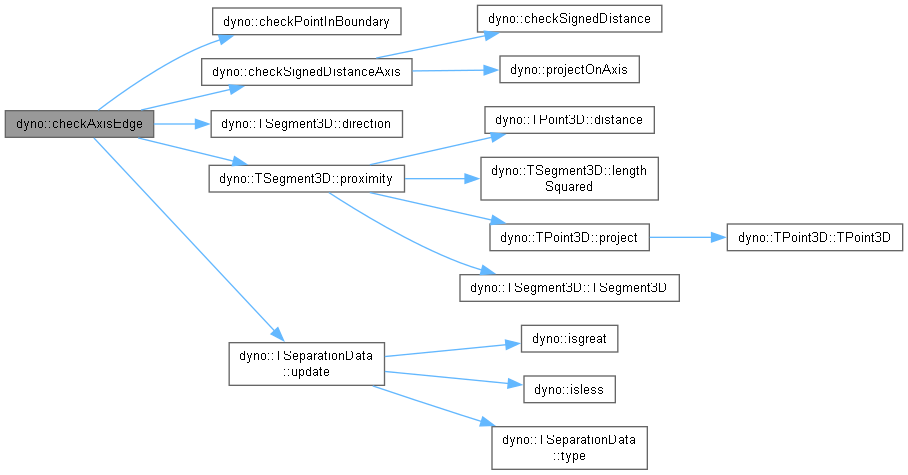 dyno::checkAxisEdge
dyno::checkPointInBoundary
dyno::checkSignedDistanceAxis
dyno::checkSignedDistance
dyno::projectOnAxis
dyno::TSegment3D::direction
dyno::TSegment3D::proximity
dyno::TPoint3D::distance
dyno::TSegment3D::length
Squared
dyno::TPoint3D::project
dyno::TPoint3D::TPoint3D
dyno::TSegment3D::TSegment3D
dyno::TSeparationData
::update
dyno::isgreat
dyno::isless
dyno::TSeparationData
::type